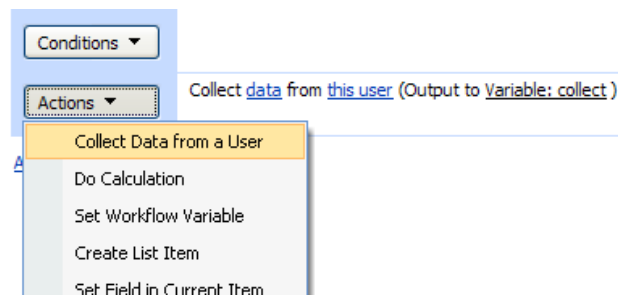 Conditions
Actions
Collect data from this user (Output to Variable: collect )
Collect Data from a User
Do Calculation
Set Workflow Variable
Create List Item
Set Field in Current Item